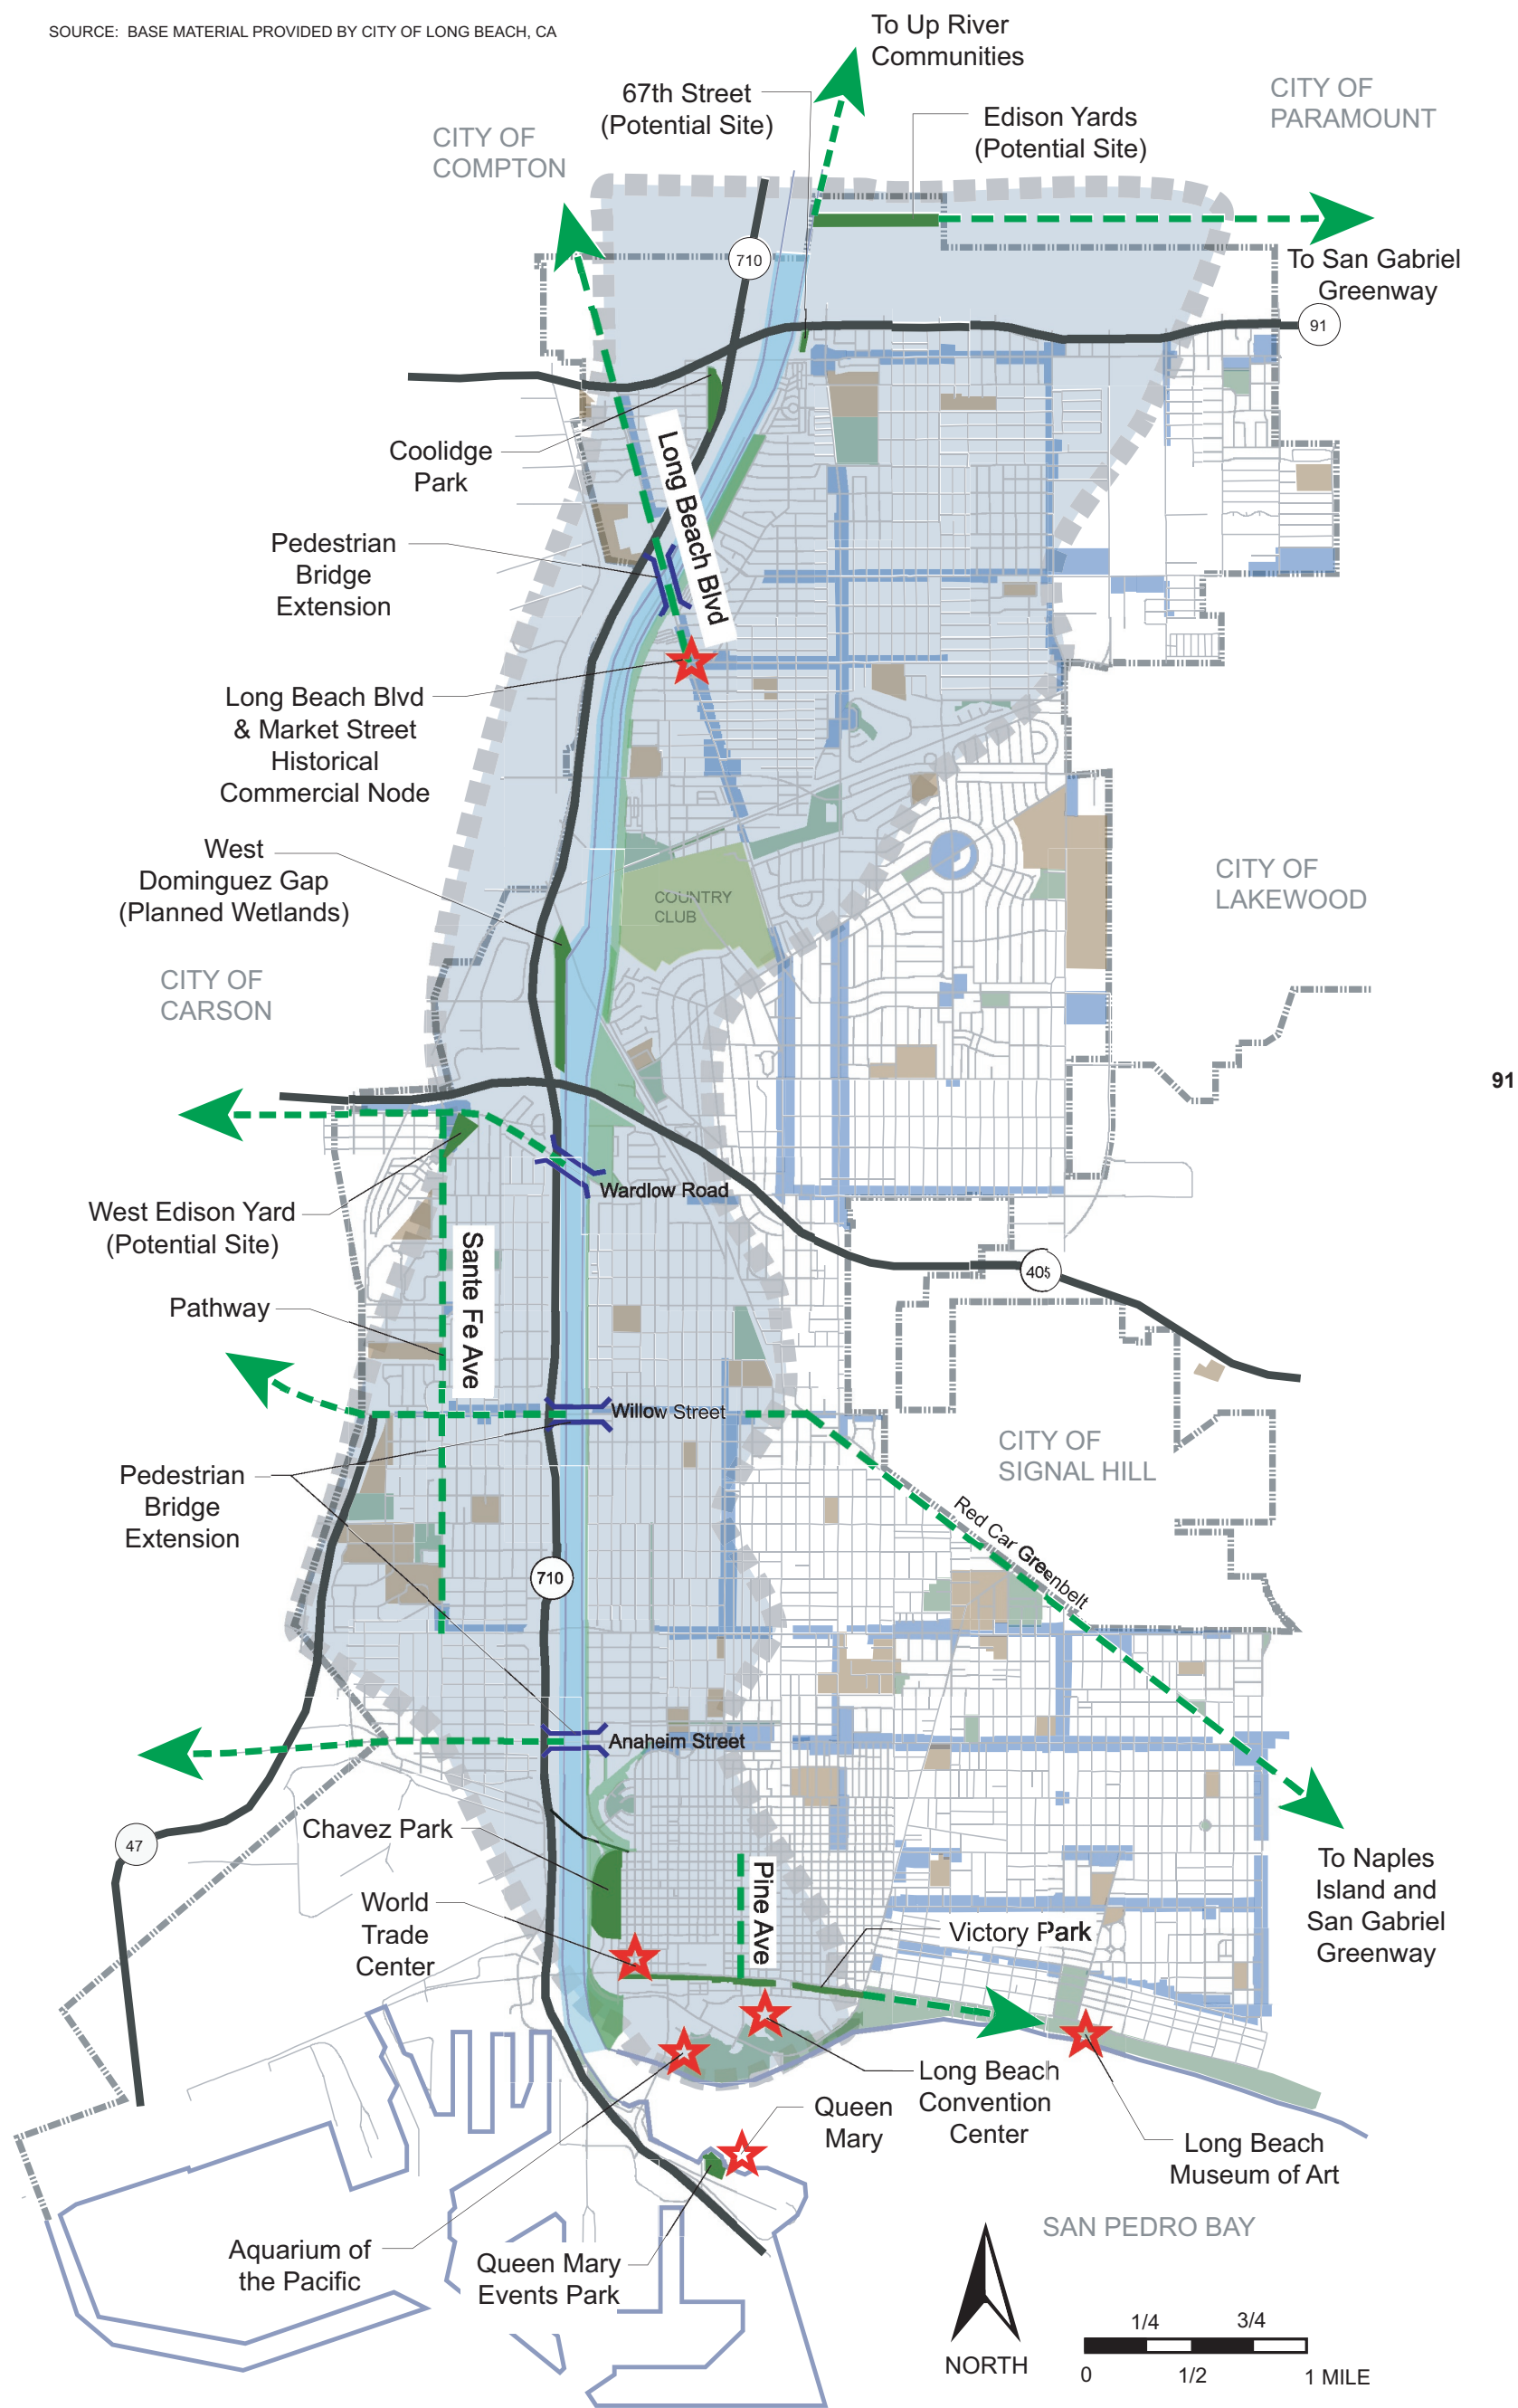 SOURCE: BASE MATERIAL PROVIDED BY CITY OF LONG BEACH, CA
To Up River
Communities
67th Street
(Potential Site)
Edison Yards
(Potential Site)
CITY OF
PARAMOUNT
CITY OF
COMPTON
710
To San Gabriel
Greenway
91
Coolidge
Park
Long Beach Blvd
Pedestrian
Bridge
Extension
Long Beach Blvd
& Market Street
Historical
Commercial Node
West
Dominguez Gap
(Planned Wetlands)
COUNTRY
CLUB
CITY OF
LAKEWOOD
CITY OF
CARSON
91
Wardlow Road
West Edison Yard
(Potential Site)
Sante Fe Ave
405
Pathway
Willow Street
CITY OF
SIGNAL HILL
Pedestrian
Bridge
Extension
Red Car Greenbelt
710
Anaheim Street
Chavez Park
47
To Naples
Island and
San Gabriel
Greenway
Pine Ave
World
Trade
Center
Victory Park
Long Beach
Convention
Center
Queen
Mary
Long Beach
Museum of Art
SAN PEDRO BAY
Aquarium of
the Pacific
Queen Mary
Events Park
NORTH
1/4 3/4
0 1/2 1 MILE